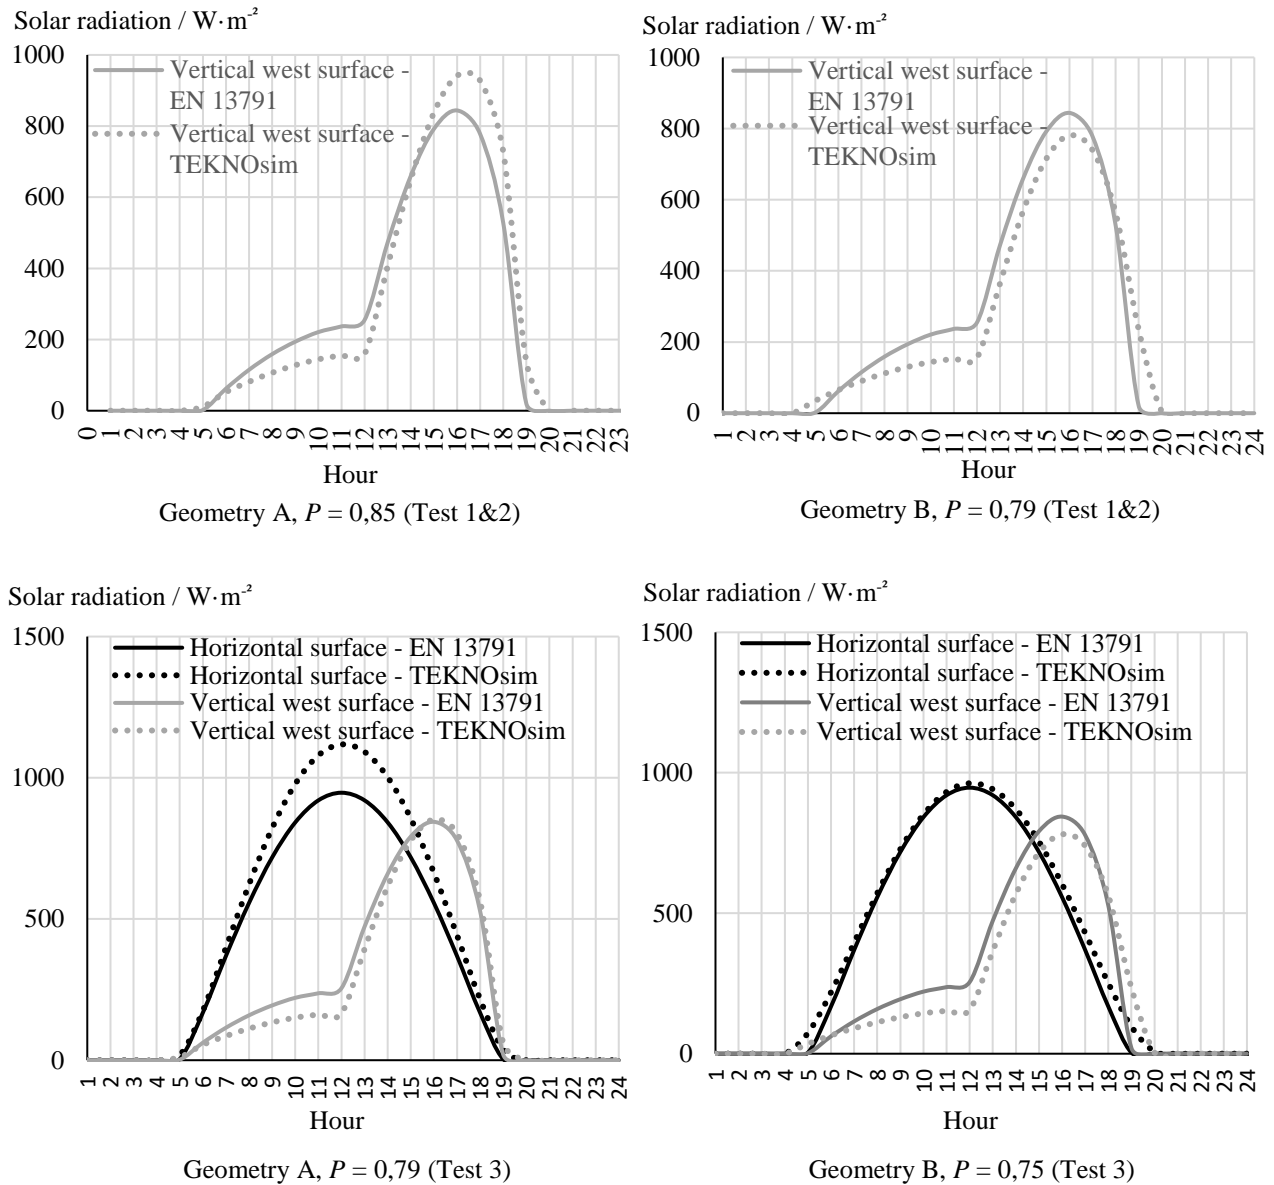 Solar radiation / W·m⁻²
1000
800
600
400
200
0
Vertical west surface -
EN 13791
Vertical west surface -
TEKNOsim
0 1 2 3 4 5 6 7 8 9 10 11 12 13 14 15 16 17 18 19 20 21 22 23
Hour
Geometry A, P = 0,85 (Test 1&2)
Solar radiation / W·m⁻²
1000
800
600
400
200
0
Vertical west surface -
EN 13791
Vertical west surface -
TEKNOsim
1 2 3 4 5 6 7 8 9 10 11 12 13 14 15 16 17 18 19 20 21 22 23 24
Hour
Geometry B, P = 0,79 (Test 1&2)
Solar radiation / W·m⁻²
1500
1000
500
0
Horizontal surface - EN 13791
Horizontal surface - TEKNOsim
Vertical west surface - EN 13791
Vertical west surface - TEKNOsim
1 2 3 4 5 6 7 8 9 10 11 12 13 14 15 16 17 18 19 20 21 22 23 24
Hour
Geometry A, P = 0,79 (Test 3)
Solar radiation / W·m⁻²
1500
1000
500
0
Horizontal surface - EN 13791
Horizontal surface - TEKNOsim
Vertical west surface - EN 13791
Vertical west surface - TEKNOsim
1 2 3 4 5 6 7 8 9 10 11 12 13 14 15 16 17 18 19 20 21 22 23 24
Hour
Geometry B, P = 0,75 (Test 3)